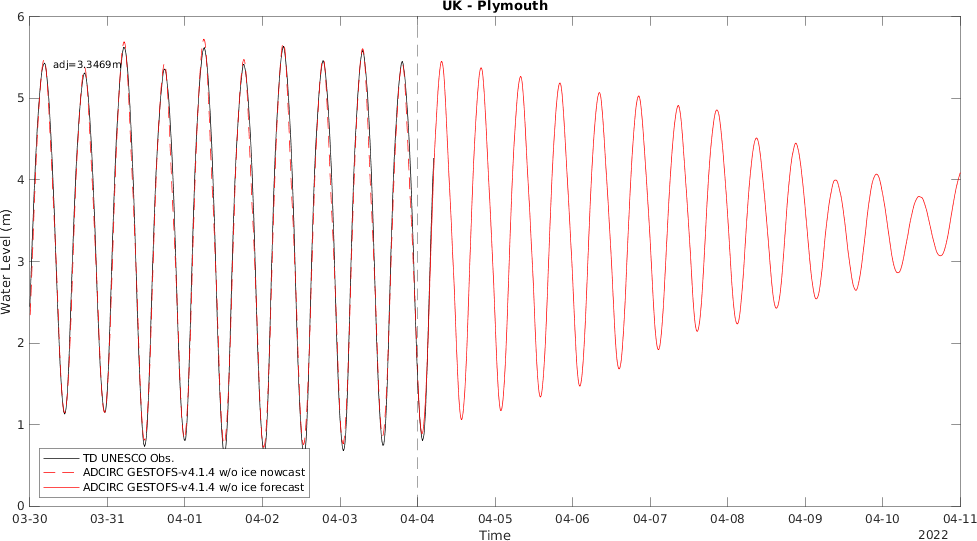 UK - Plymouth
6
5
4
3
2
1
0
Water Level (m)
adj=3.3469m
TD UNESCO Obs.
ADCIRC GESTOFS-v4.1.4 w/o ice nowcast
ADCIRC GESTOFS-v4.1.4 w/o ice forecast
03-30 03-31 04-01 04-02 04-03 04-04 04-05 04-06 04-07 04-08 04-09 04-10 04-11
Time
2022